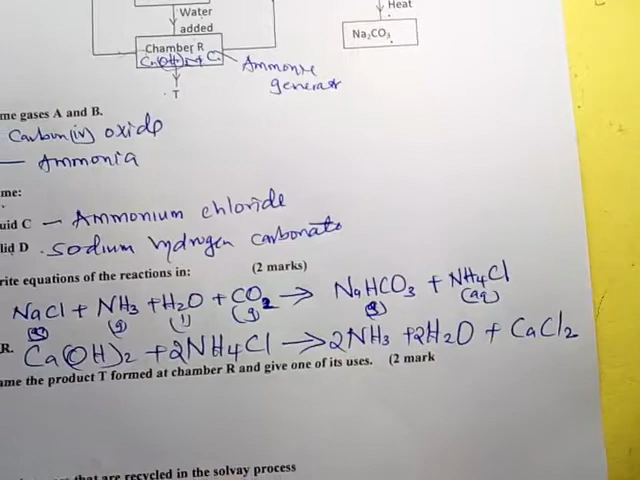 Water
added
Heat
Na₂CO₃
Chamber R
Ammonia
generator
T
me gases A and B.
Carbon(iv) oxide
— Ammonia
me:
uid C — Ammonium chloride
lid D . Sodium hydrogen carbonate
rite equations of the reactions in: (2 marks)
NaCl + NH₃ + H₂O + CO₂ → NaHCO₃ + NH₄Cl
(g) (l) (g) (s) (aq)
R. Ca(OH)₂ + 2NH₄Cl → 2NH₃ + 2H₂O + CaCl₂
ame the product T formed at chamber R and give one of its uses. (2 mark
that are recycled in the solvay process